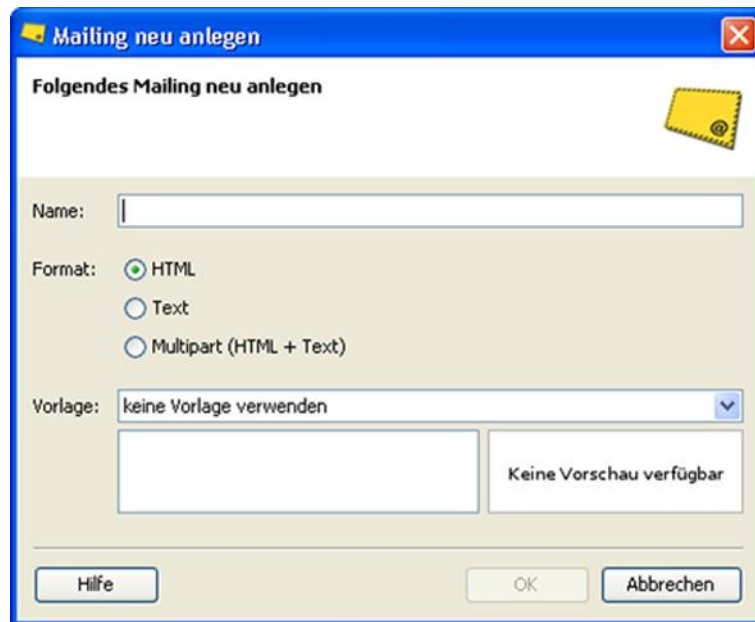 Mailing neu anlegen
Folgendes Mailing neu anlegen
@
Name:
Format: HTML
Text
Multipart (HTML + Text)
Vorlage: keine Vorlage verwenden
Keine Vorschau verfügbar
Hilfe OK Abbrechen